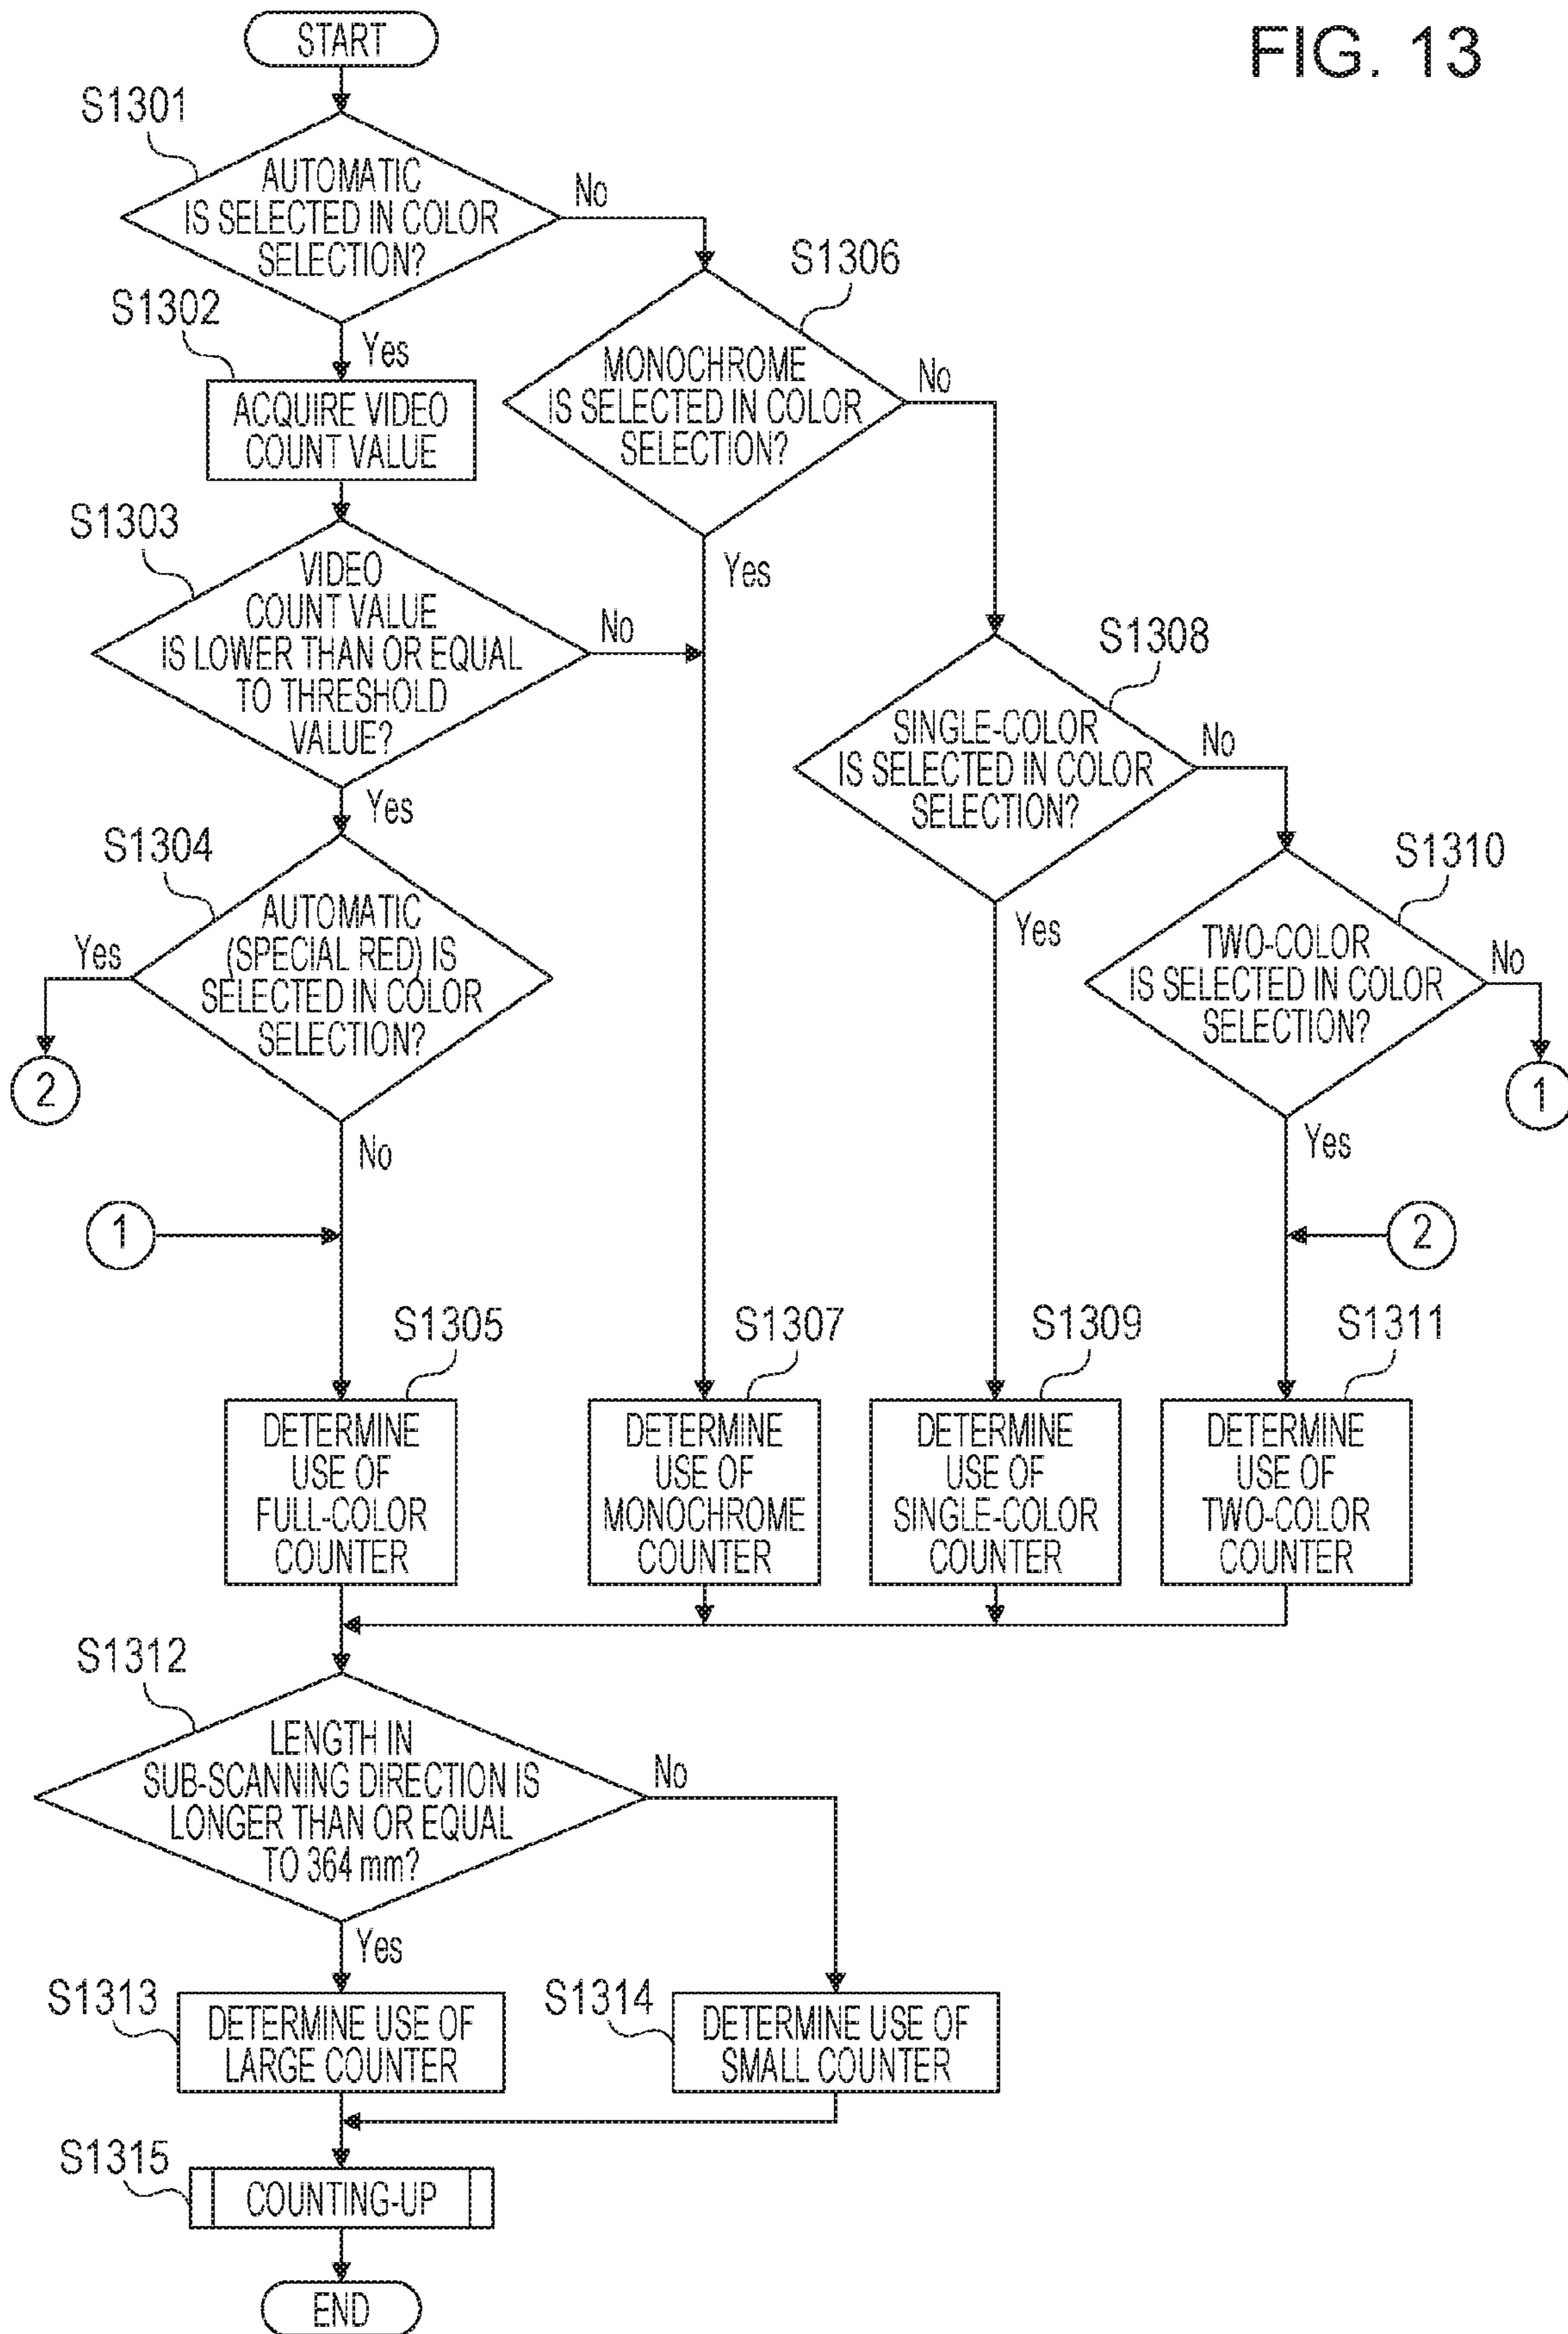 FIG. 13
START
S1301
AUTOMATIC
IS SELECTED IN COLOR
SELECTION?
No
Yes
S1302
ACQUIRE VIDEO
COUNT VALUE
S1306
MONOCHROME
IS SELECTED IN COLOR
SELECTION?
No
Yes
S1303
VIDEO
COUNT VALUE
IS LOWER THAN OR EQUAL
TO THRESHOLD
VALUE?
No
Yes
S1308
SINGLE-COLOR
IS SELECTED IN COLOR
SELECTION?
No
Yes
S1304
AUTOMATIC
(SPECIAL RED) IS
SELECTED IN COLOR
SELECTION?
Yes
2
No
S1310
TWO-COLOR
IS SELECTED IN COLOR
SELECTION?
No
1
Yes
1
2
S1305
DETERMINE
USE OF
FULL-COLOR
COUNTER
S1307
DETERMINE
USE OF
MONOCHROME
COUNTER
S1309
DETERMINE
USE OF
SINGLE-COLOR
COUNTER
S1311
DETERMINE
USE OF
TWO-COLOR
COUNTER
S1312
LENGTH IN
SUB-SCANNING DIRECTION IS
LONGER THAN OR EQUAL
TO 364 mm?
No
Yes
S1313
DETERMINE USE OF
LARGE COUNTER
S1314
DETERMINE USE OF
SMALL COUNTER
S1315
COUNTING-UP
END